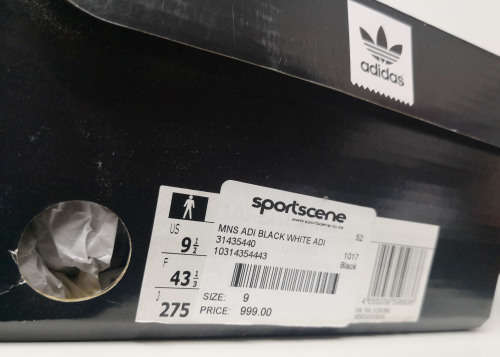 adidas
sportscene
MNS ADI BLACK WHITE ADI
31435440
10314354443
1017
Black
US
9 1/2
F
43 1/3
J
275
SIZE: 9
PRICE: 999.00